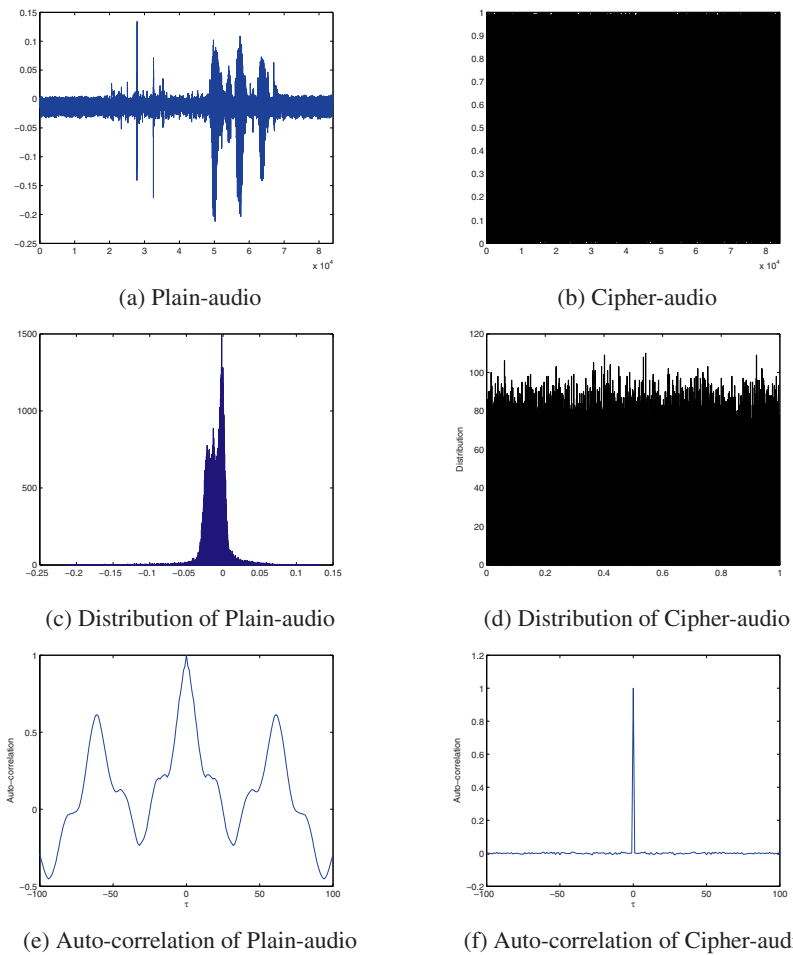 0.15
0.1
0.05
0
−0.05
−0.1
−0.15
−0.2
−0.25
0 1 2 3 4 5 6 7 8
x 10^4
(a) Plain-audio
1
0.9
0.8
0.7
0.6
0.5
0.4
0.3
0.2
0.1
0
0 1 2 3 4 5 6 7 8
x 10^4
(b) Cipher-audio
1500
1000
500
0
−0.25 −0.2 −0.15 −0.1 −0.05 0 0.05 0.1 0.15
(c) Distribution of Plain-audio
120
100
80
60
40
20
0
Distribution
0 0.2 0.4 0.6 0.8 1
(d) Distribution of Cipher-audio
1
0.5
0
−0.5
Auto−correlation
−100 −50 0 50 100
τ
(e) Auto-correlation of Plain-audio
1.2
1
0.8
0.6
0.4
0.2
0
−0.2
Auto−correlation
−100 −50 0 50 100
τ
(f) Auto-correlation of Cipher-aud